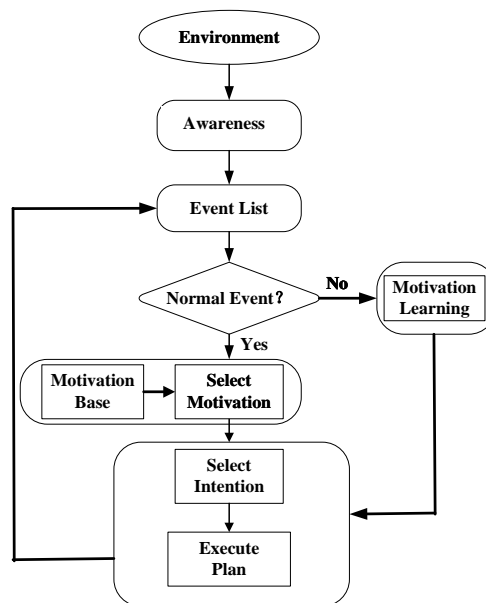 Environment
Awareness
Event List
Normal Event?
No
Motivation
Learning
Yes
Motivation
Base
Select
Motivation
Select
Intention
Execute
Plan